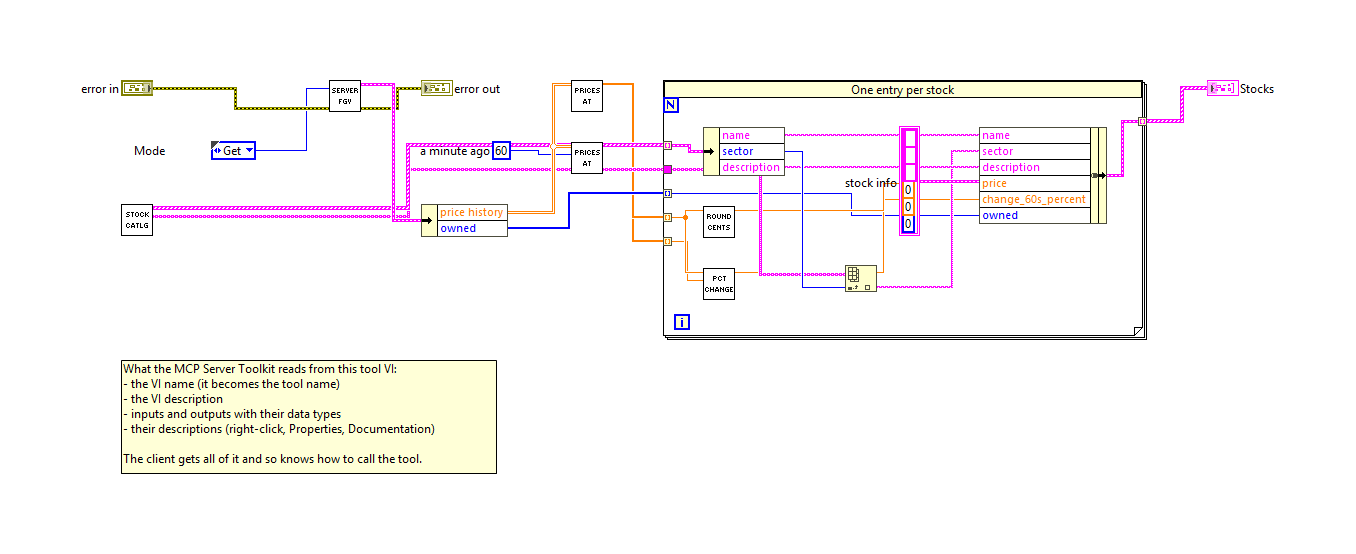 One entry per stock
error in
SERVER
FGV
error out
PRICES
AT
Stocks
N
Mode
Get
a minute ago
60
PRICES
AT
name
sector
description
stock info
0
0
0
name
sector
description
price
change_60s_percent
owned
STOCK
CATLG
price history
owned
ROUND
CENTS
PCT
CHANGE
i
What the MCP Server Toolkit reads from this tool VI:
- the VI name (it becomes the tool name)
- the VI description
- inputs and outputs with their data types
- their descriptions (right-click, Properties, Documentation)
The client gets all of it and so knows how to call the tool.